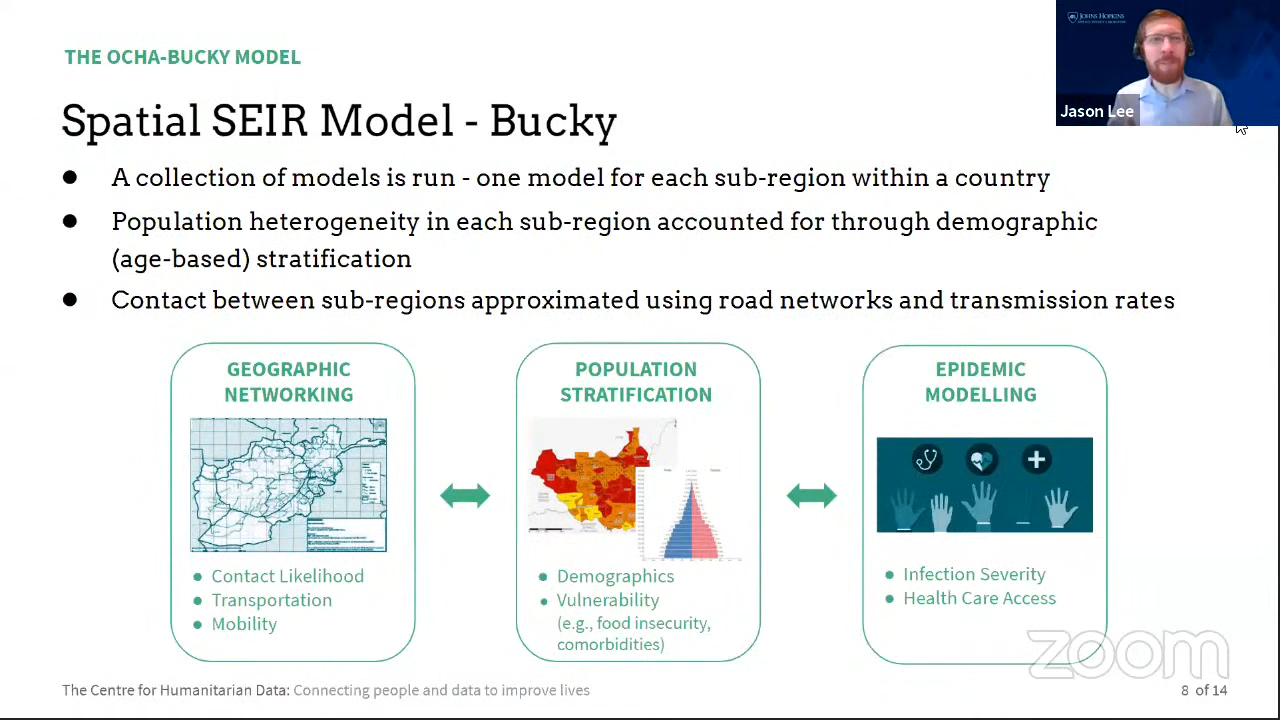 THE OCHA-BUCKY MODEL
JOHNS HOPKINS
Jason Lee
Spatial SEIR Model - Bucky
● A collection of models is run - one model for each sub-region within a country
● Population heterogeneity in each sub-region accounted for through demographic
(age-based) stratification
● Contact between sub-regions approximated using road networks and transmission rates
GEOGRAPHIC
NETWORKING
● Contact Likelihood
● Transportation
● Mobility
POPULATION
STRATIFICATION
● Demographics
● Vulnerability
(e.g., food insecurity,
comorbidities)
EPIDEMIC
MODELLING
● Infection Severity
● Health Care Access
zoom
The Centre for Humanitarian Data: Connecting people and data to improve lives
8 of 14